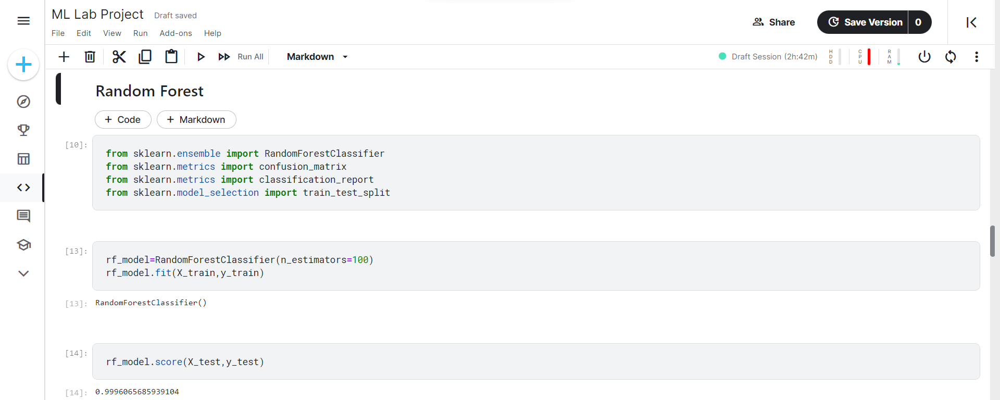 ML Lab Project Draft saved
File Edit View Run Add-ons Help
Share
Save Version 0
Run All
Markdown
Draft Session (2h:42m)
HDD
CPU
RAM
Random Forest
+ Code + Markdown
[10]:
from sklearn.ensemble import RandomForestClassifier
from sklearn.metrics import confusion_matrix
from sklearn.metrics import classification_report
from sklearn.model_selection import train_test_split
[13]:
rf_model=RandomForestClassifier(n_estimators=100)
rf_model.fit(X_train,y_train)
[13]: RandomForestClassifier()
[14]:
rf_model.score(X_test,y_test)
[14]: 0.9996065685939104